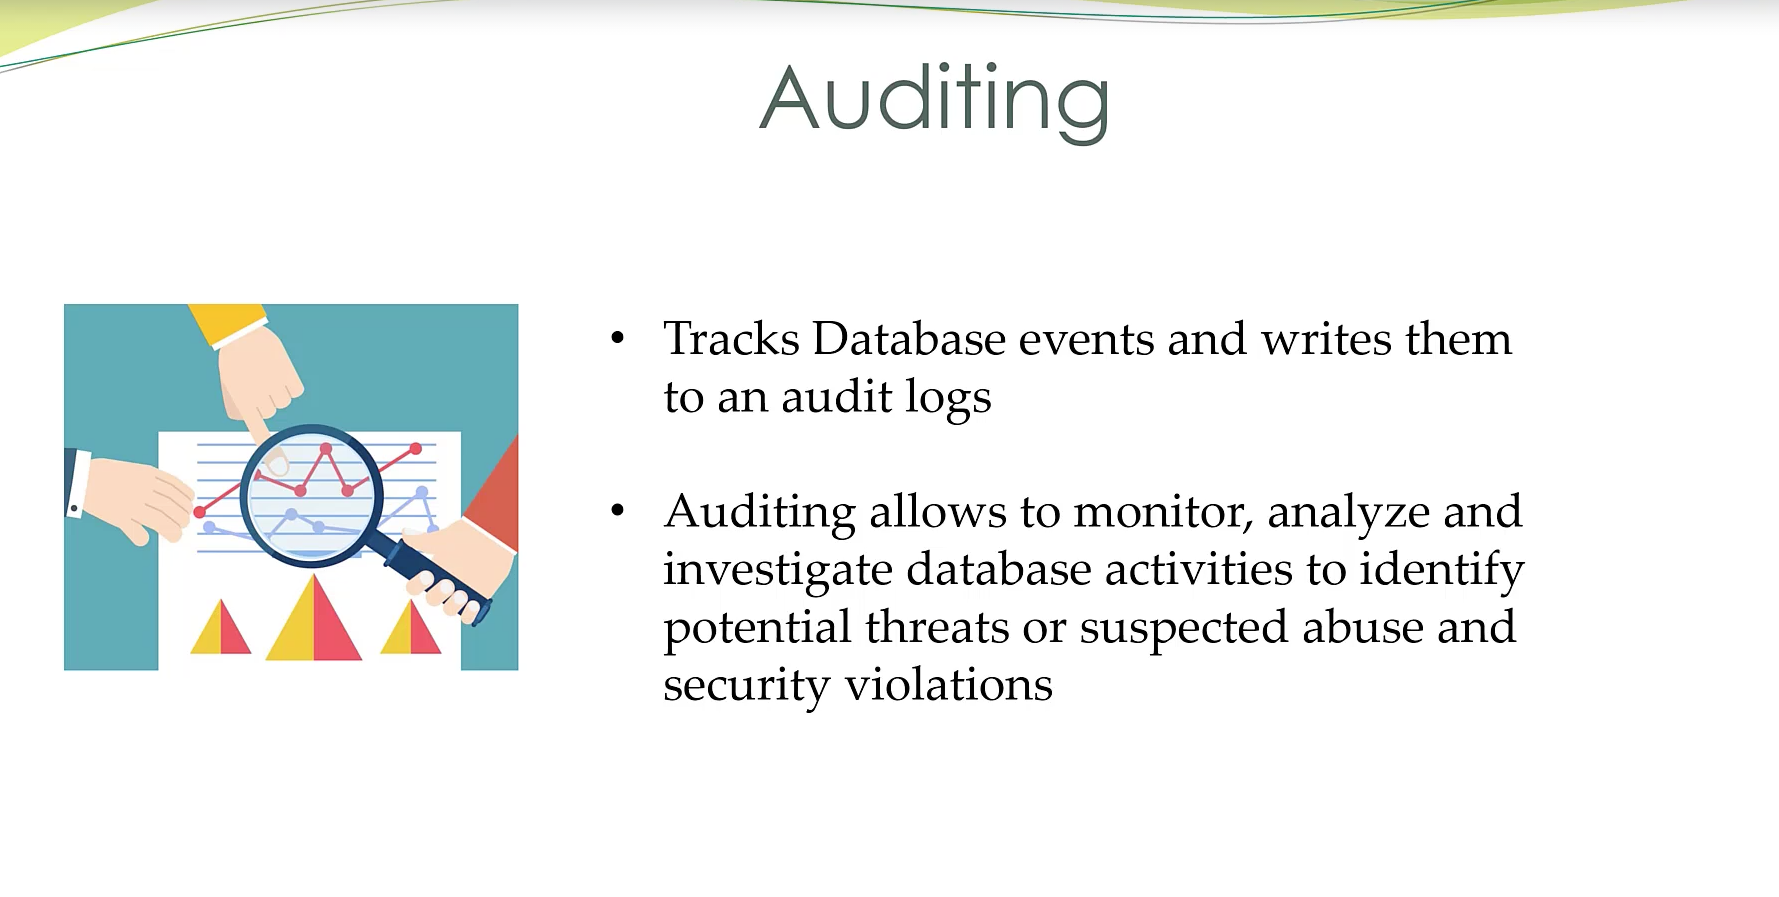 Auditing
• Tracks Database events and writes them
to an audit logs
• Auditing allows to monitor, analyze and
investigate database activities to identify
potential threats or suspected abuse and
security violations